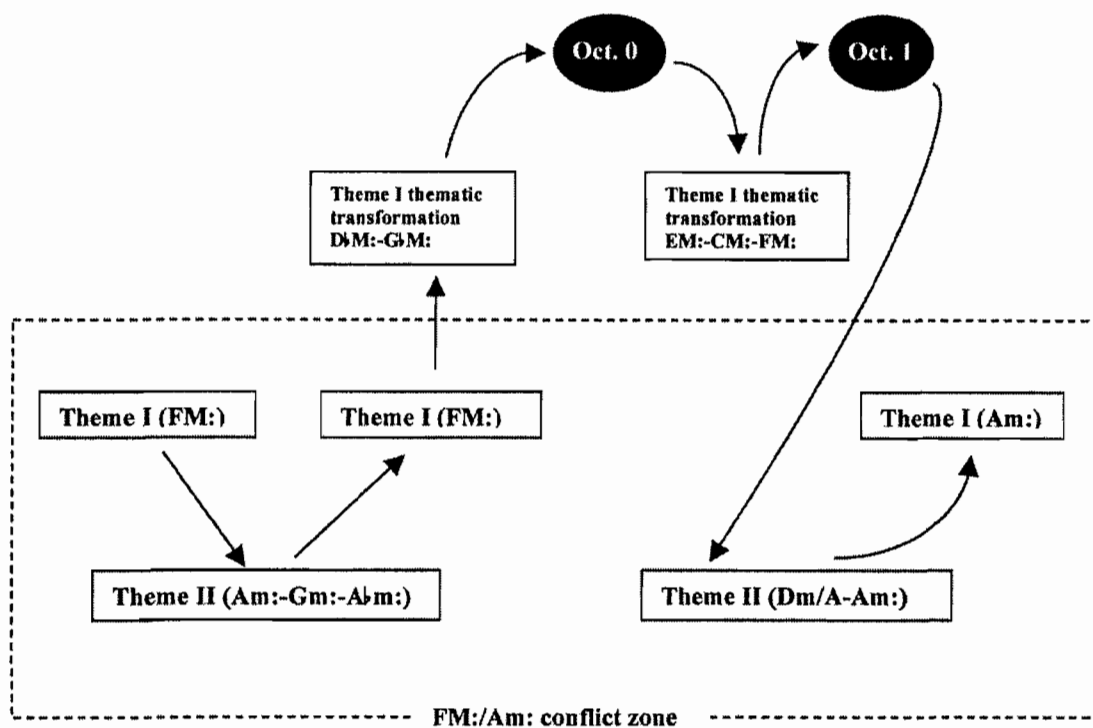 Oct. 0
Oct. 1
Theme I thematic
transformation
D♭M:-G♭M:
Theme I thematic
transformation
EM:-CM:-FM:
Theme I (FM:)
Theme I (FM:)
Theme I (Am:)
Theme II (Am:-Gm:-A♭m:)
Theme II (Dm/A-Am:)
FM:/Am: conflict zone